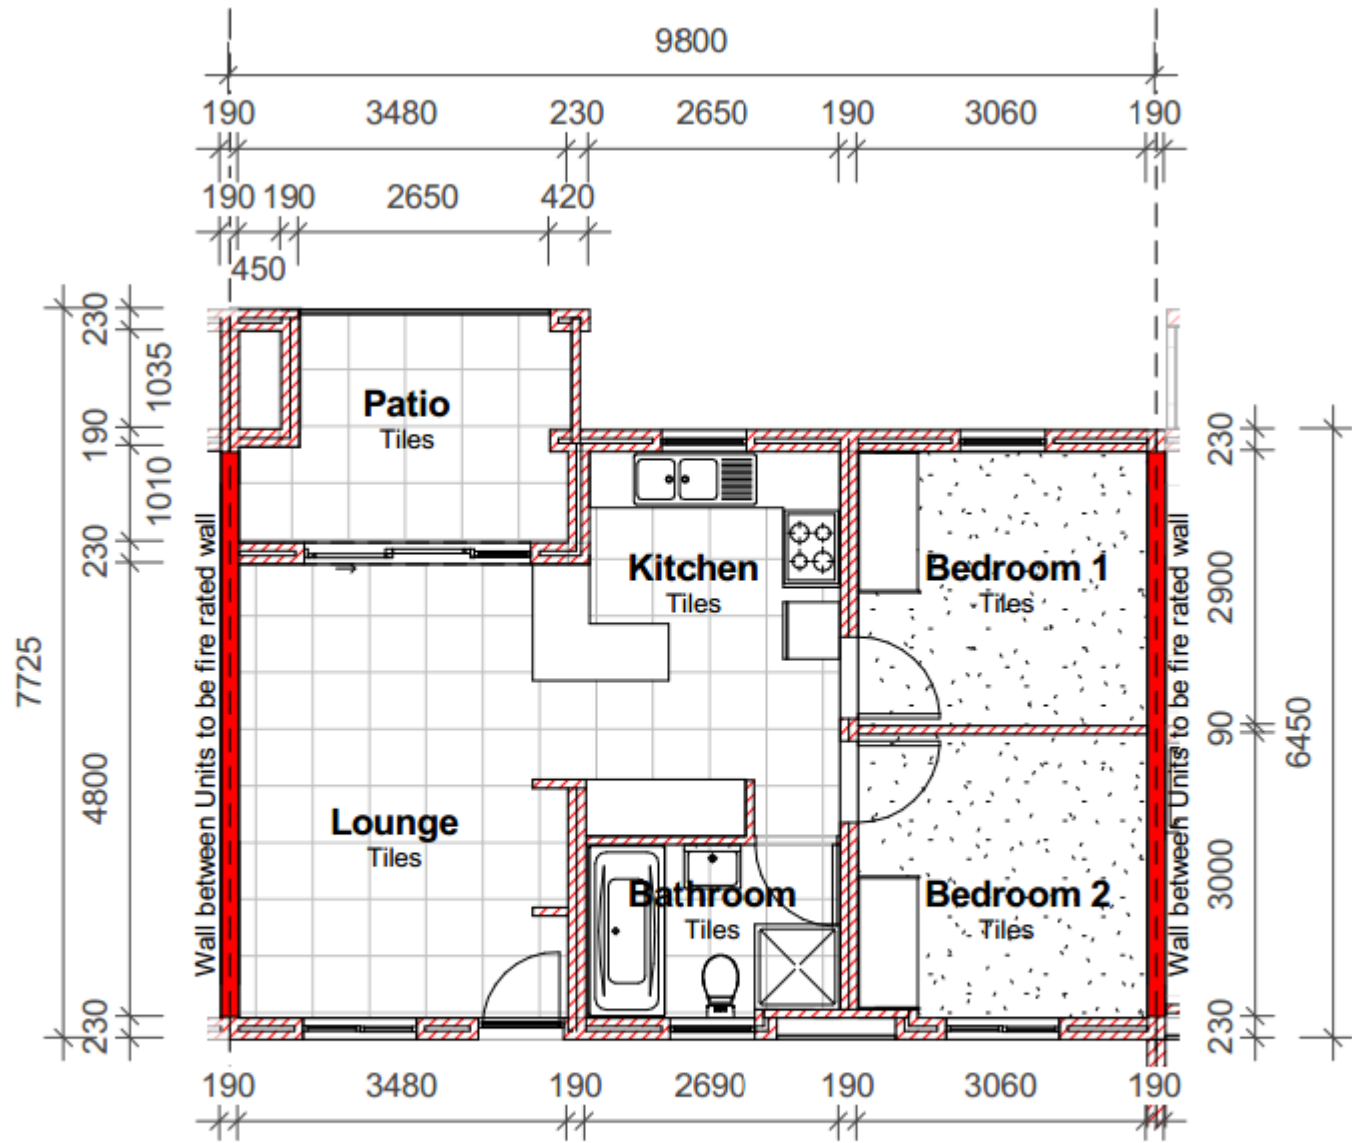 9800
190 3480 230 2650 190 3060 190
190 190 2650 420
450
230
1035
190
1010
230
4800
230
7725
230
2900
90
3000
230
6450
Wall between Units to be fire rated wall
Wall between Units to be fire rated wall
Patio
Tiles
Kitchen
Tiles
Bedroom 1
Tiles
Lounge
Tiles
Bathroom
Tiles
Bedroom 2
Tiles
190 3480 190 2690 190 3060 190